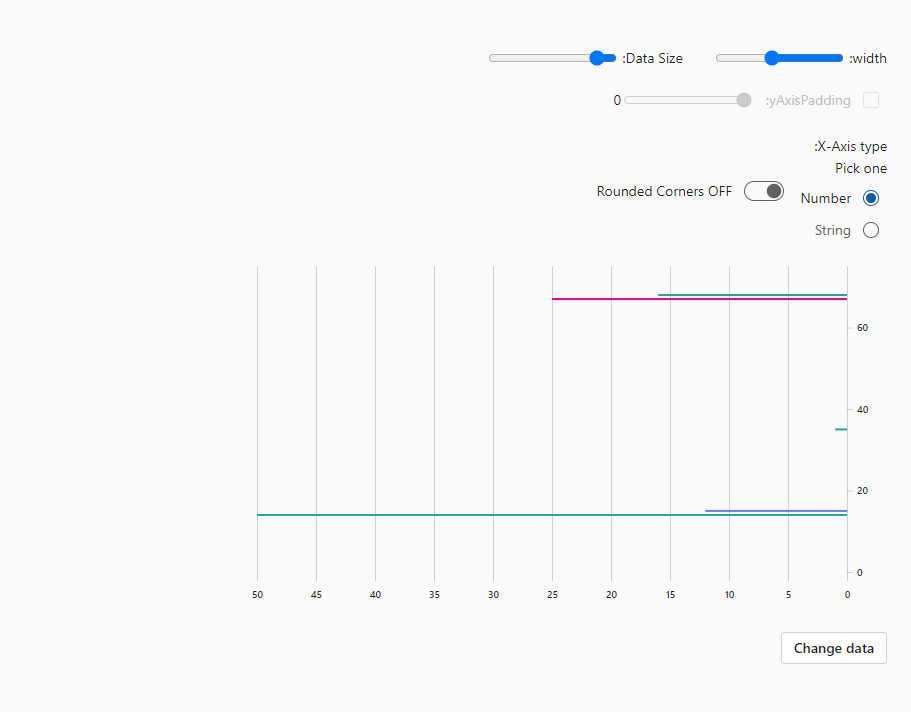 :width
:Data Size
:yAxisPadding
0
:X-Axis type
Pick one
Number
Rounded Corners OFF
String
60
40
20
0
50 45 40 35 30 25 20 15 10 5 0
Change data